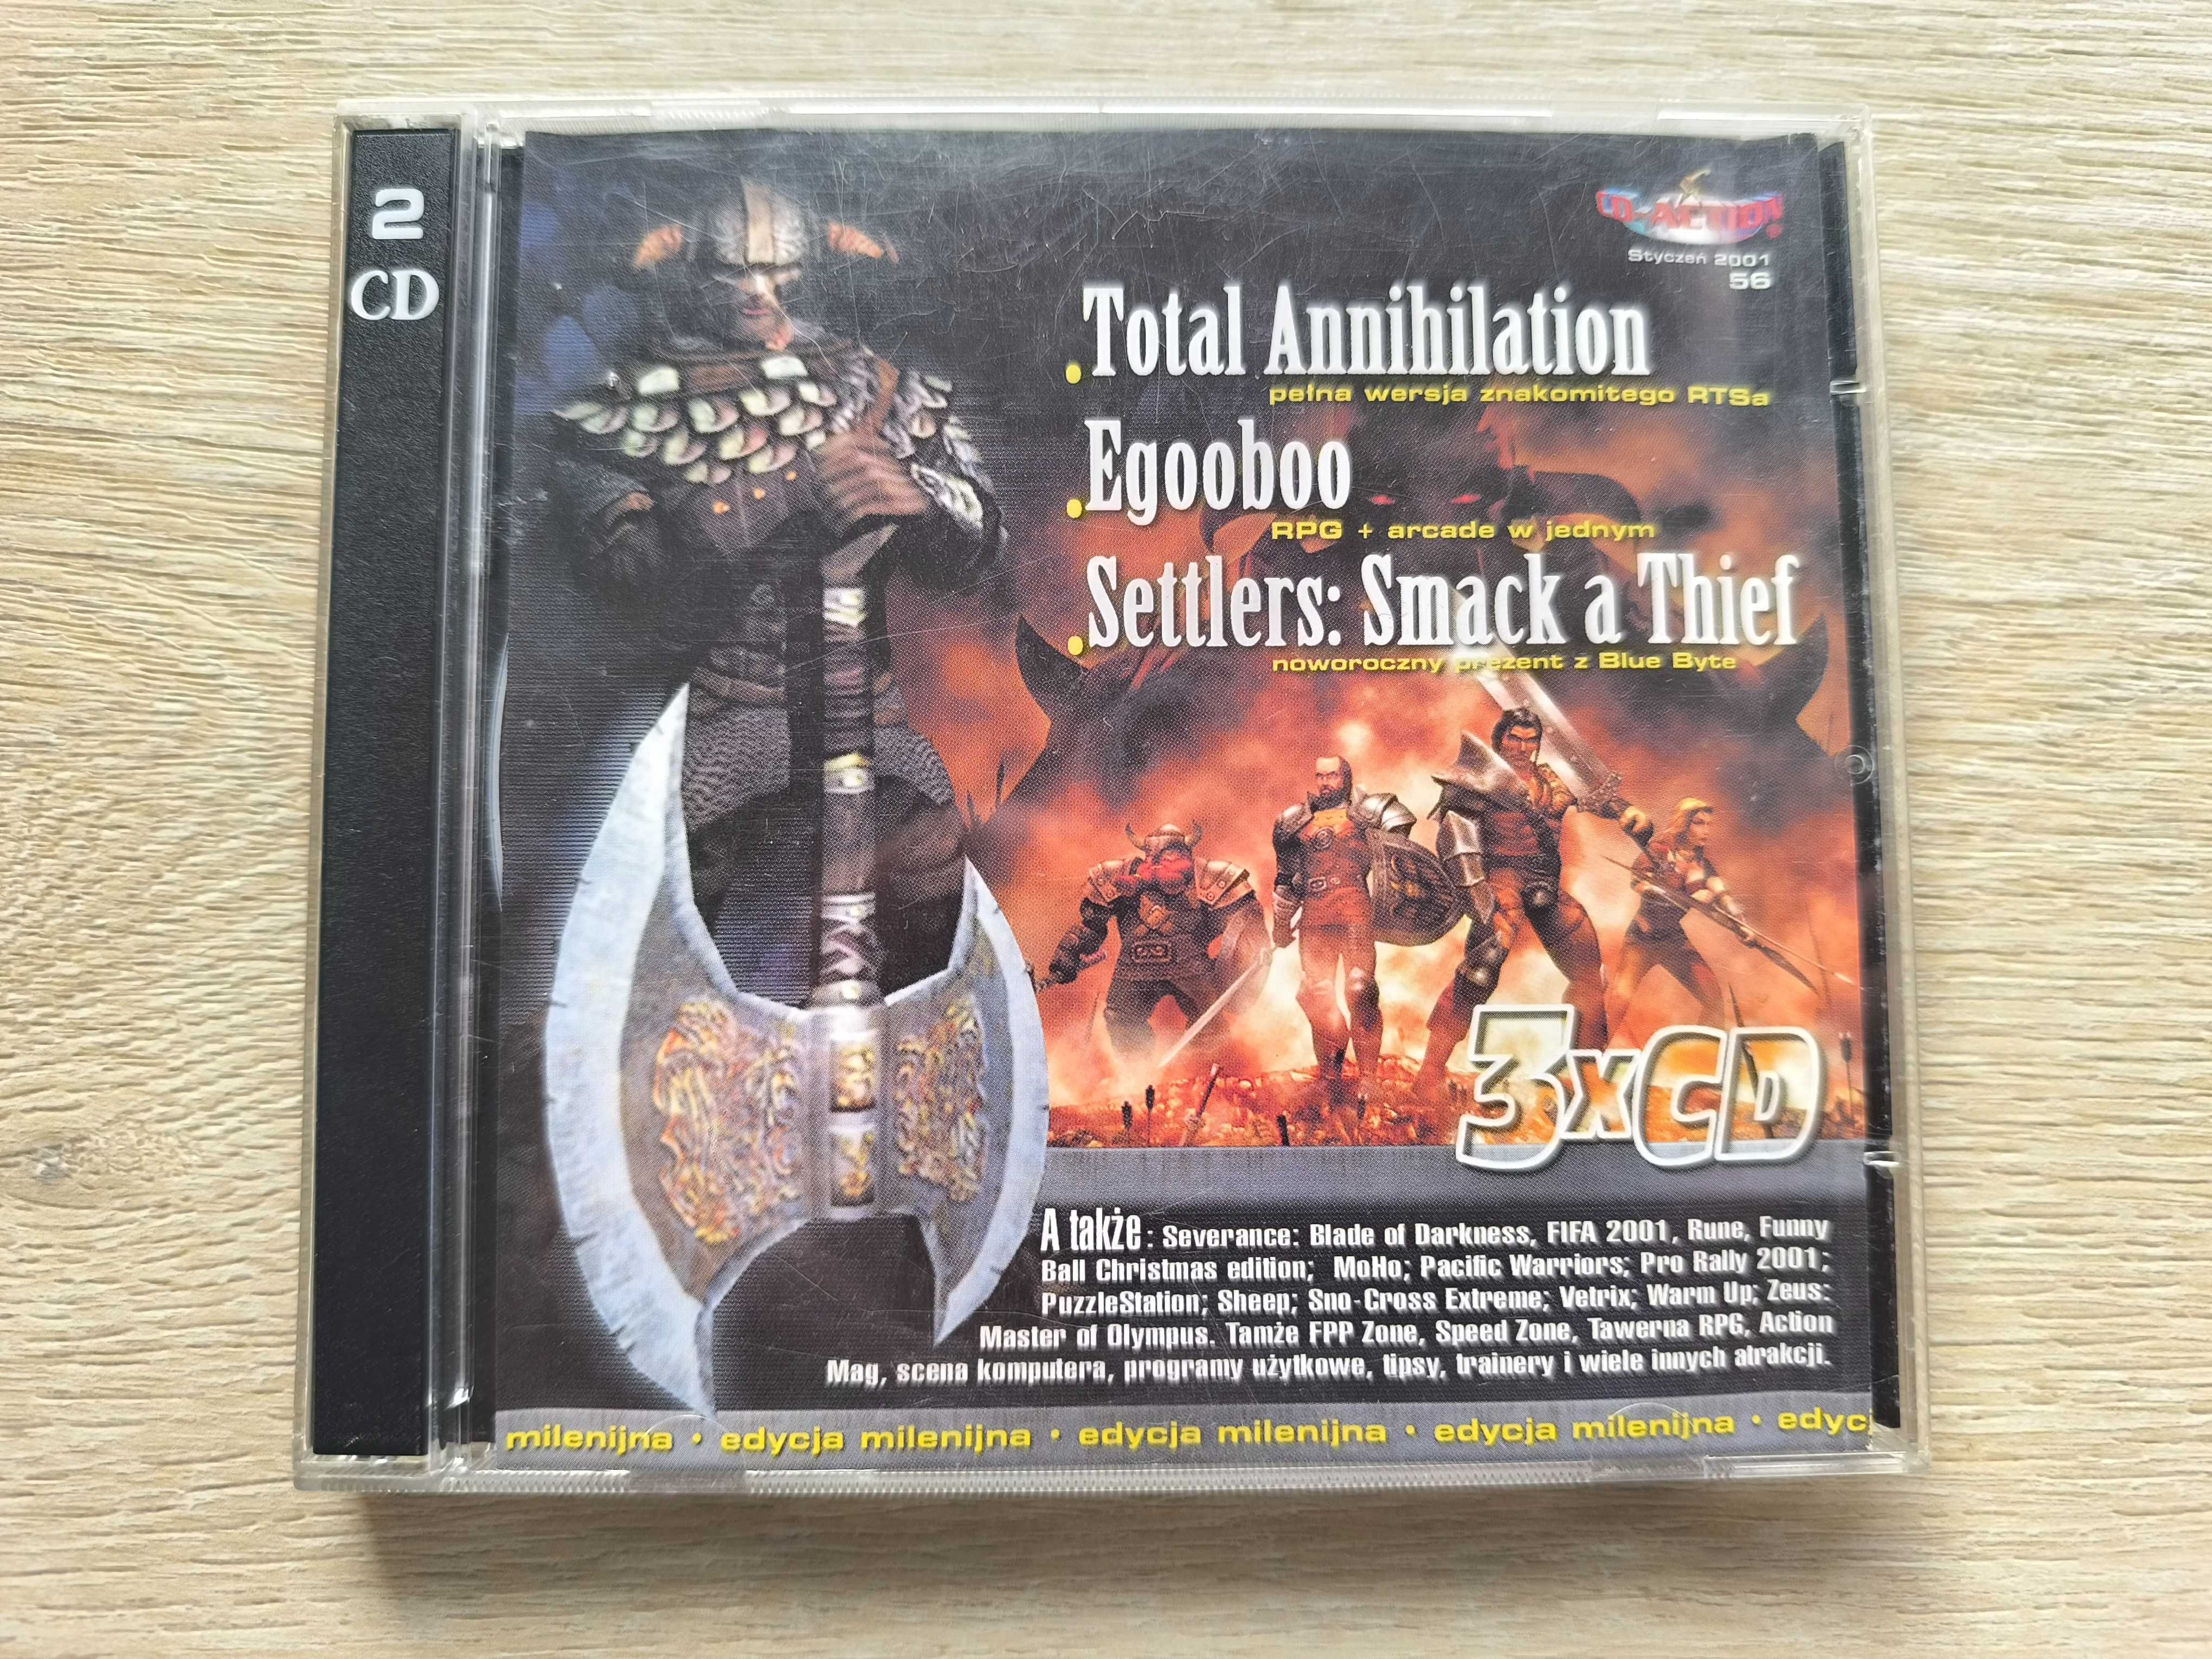 2
CD
CD-ACTION
Styczeń 2001
56
Total Annihilation
pełna wersja znakomitego RTSa
Egooboo
RPG + arcade w jednym
Settlers: Smack a Thief
noworoczny prezent z Blue Byte
3xCD
A także: Severance: Blade of Darkness, FIFA 2001, Rune, Funny
Ball Christmas edition; MoHo; Pacific Warriors; Pro Rally 2001;
PuzzleStation; Sheep; Sno-Cross Extreme; Vetrix; Warm Up; Zeus:
Master of Olympus. Tamże FPP Zone, Speed Zone, Tawerna RPG, Action
Mag, scena komputera, programy użytkowe, tipsy, trainery i wiele innych atrakcji.
milenijna • edycja milenijna • edycja milenijna • edycja milenijna • edycj